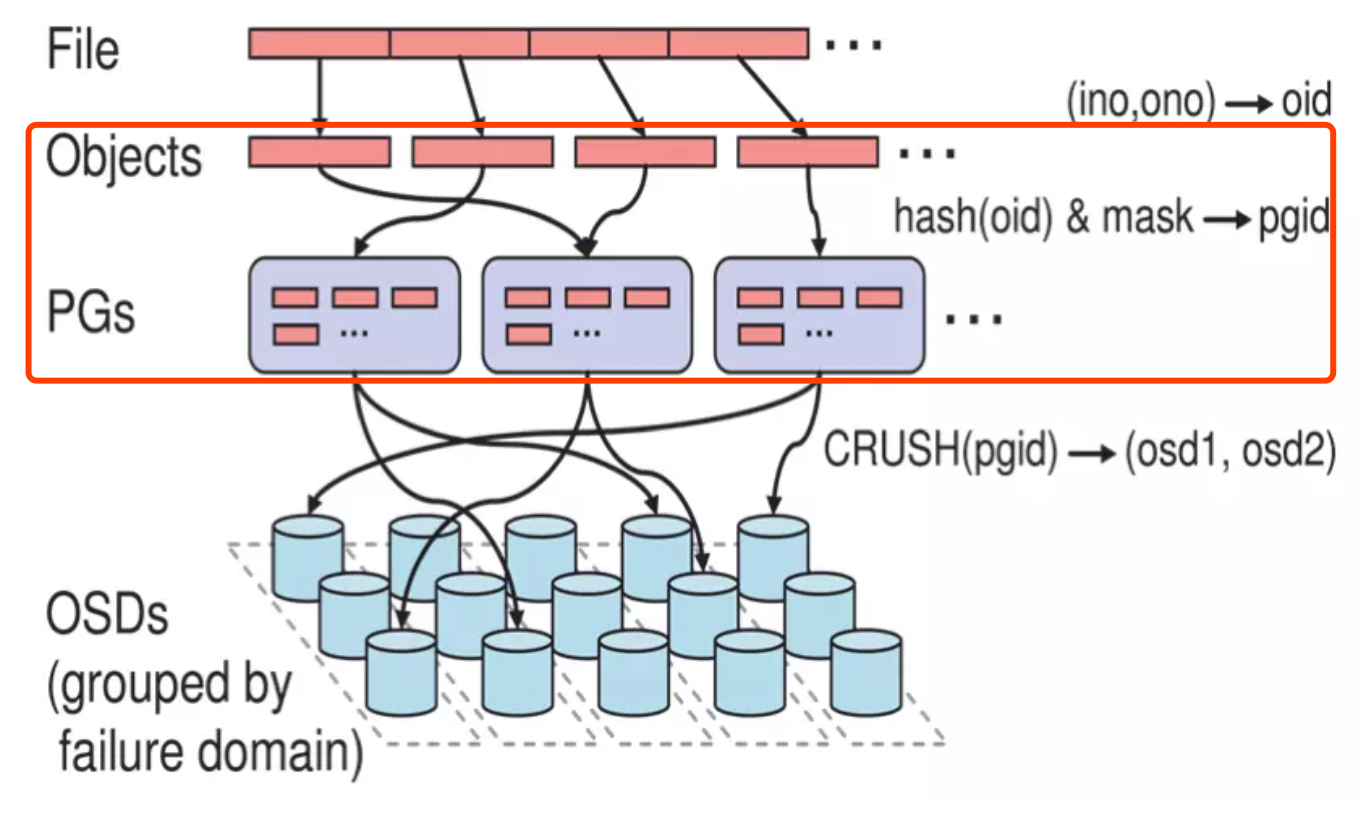 File
...
(ino,ono) → oid
Objects
...
hash(oid) & mask → pgid
PGs
...
...
...
...
CRUSH(pgid) → (osd1, osd2)
OSDs
(grouped by
failure domain)